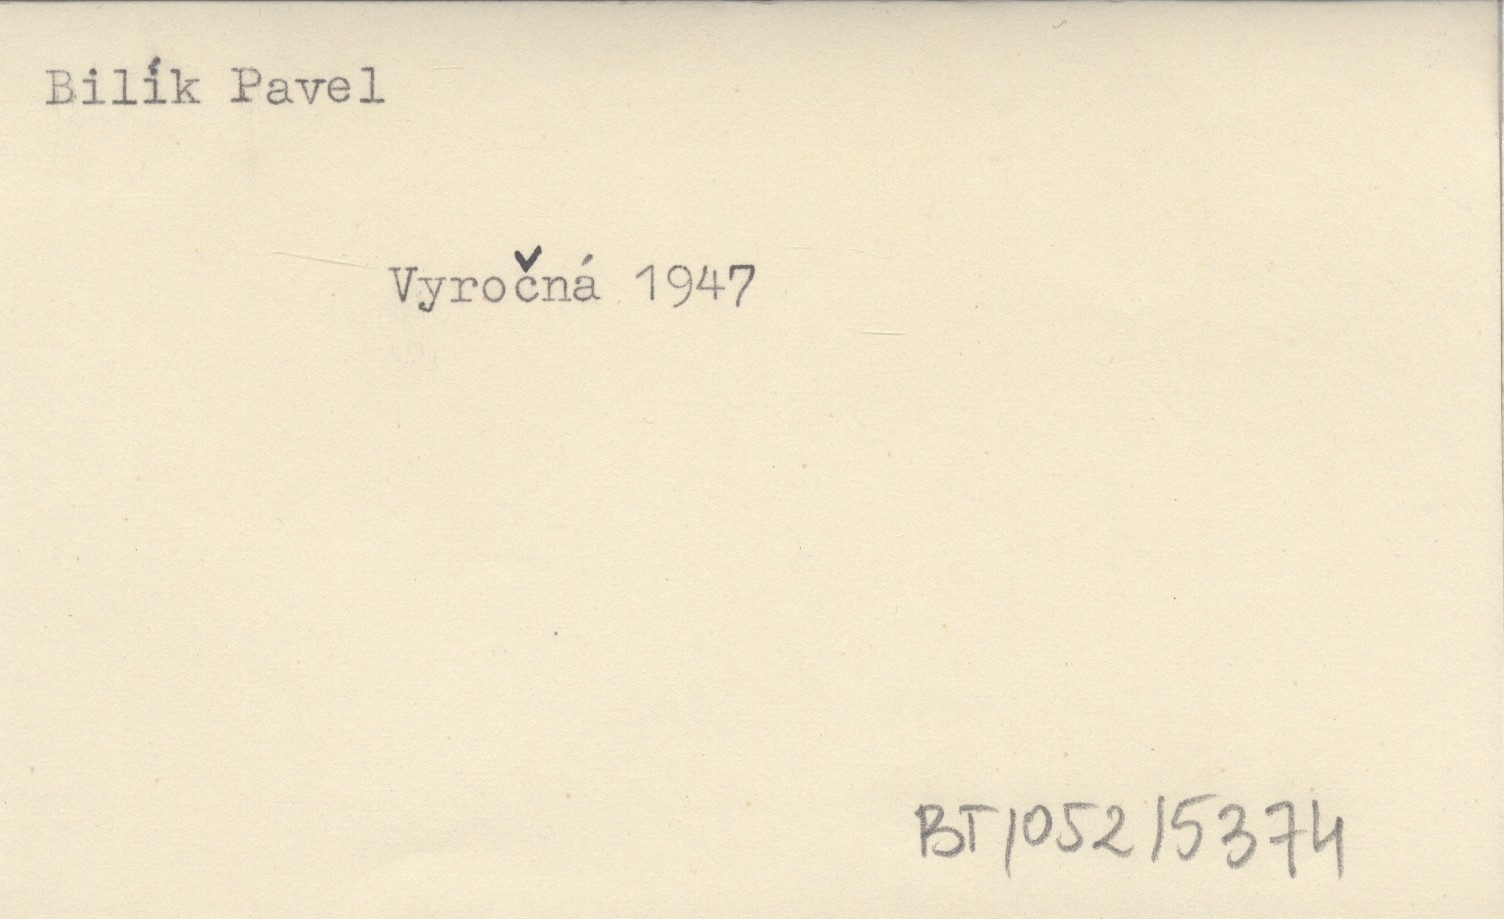 Bilík Pavel
Vyročná 1947
BT/052/5374